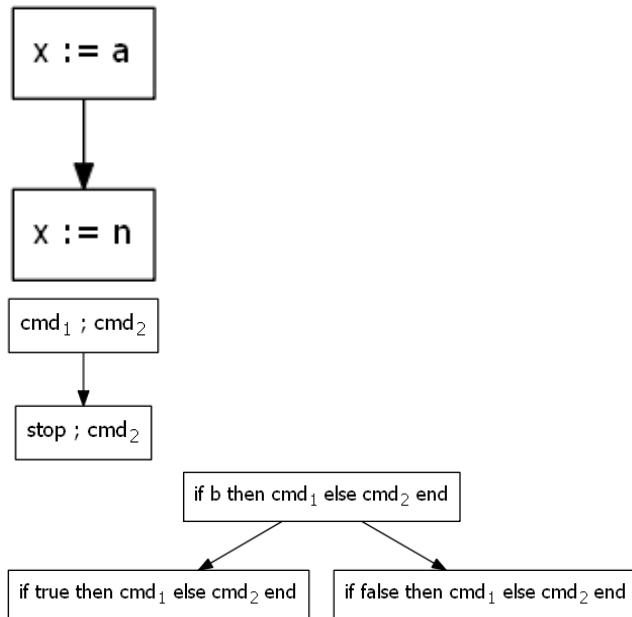 x := a
x := n
cmd₁ ; cmd₂
stop ; cmd₂
if b then cmd₁ else cmd₂ end
if true then cmd₁ else cmd₂ end
if false then cmd₁ else cmd₂ end